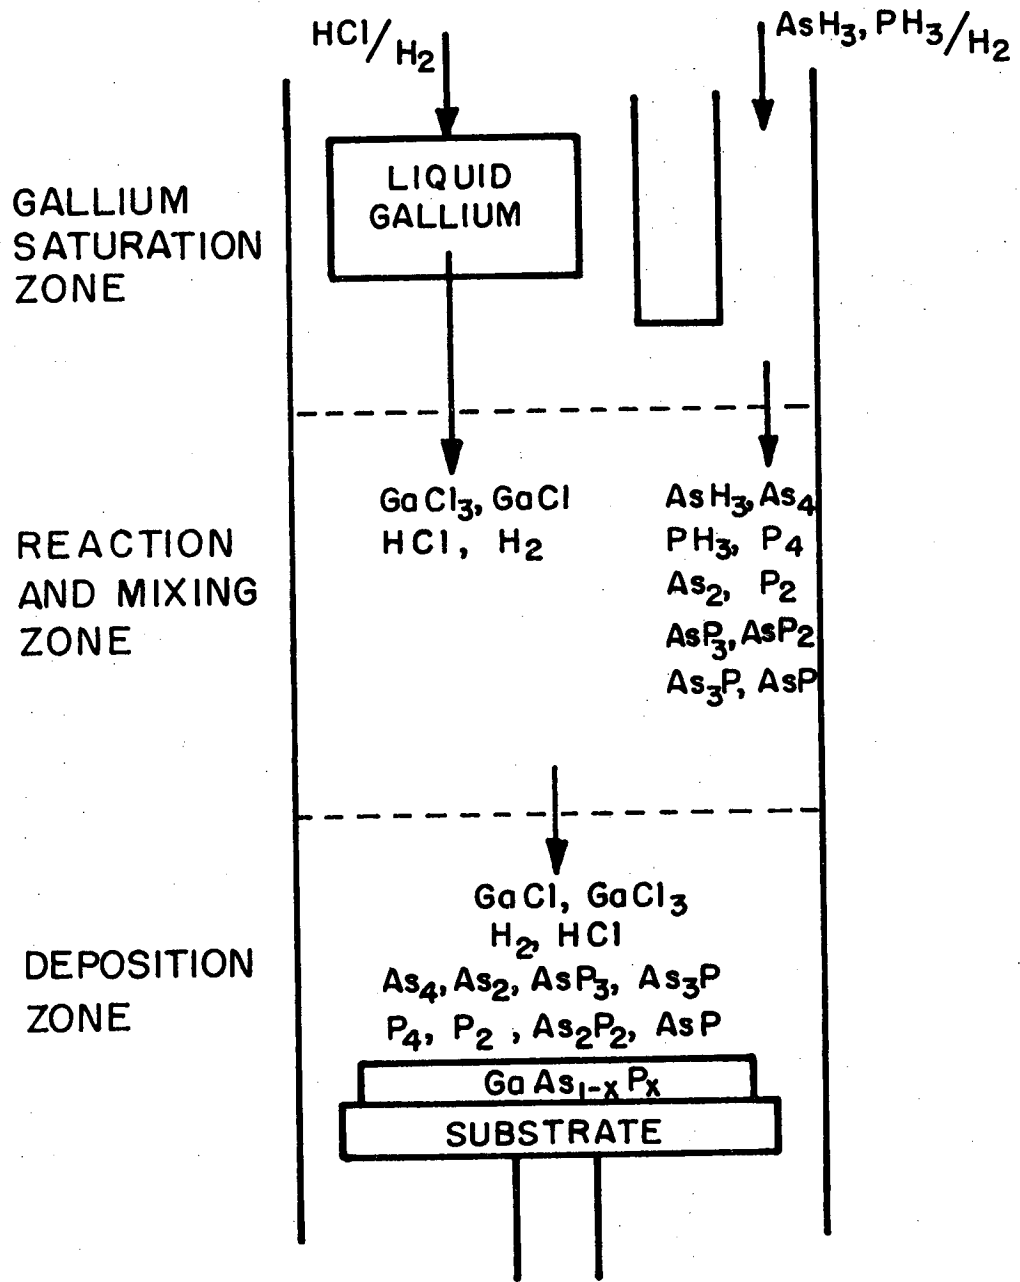 HCl/H₂
AsH₃, PH₃/H₂
LIQUID
GALLIUM
GALLIUM
SATURATION
ZONE
GaCl₃, GaCl
HCl, H₂
AsH₃, As₄
PH₃, P₄
As₂, P₂
AsP₃, AsP₂
As₃P, AsP
REACTION
AND MIXING
ZONE
GaCl, GaCl₃
H₂, HCl
As₄, As₂, AsP₃, As₃P
P₄, P₂, As₂P₂, AsP
DEPOSITION
ZONE
GaAs₁₋ₓPₓ
SUBSTRATE